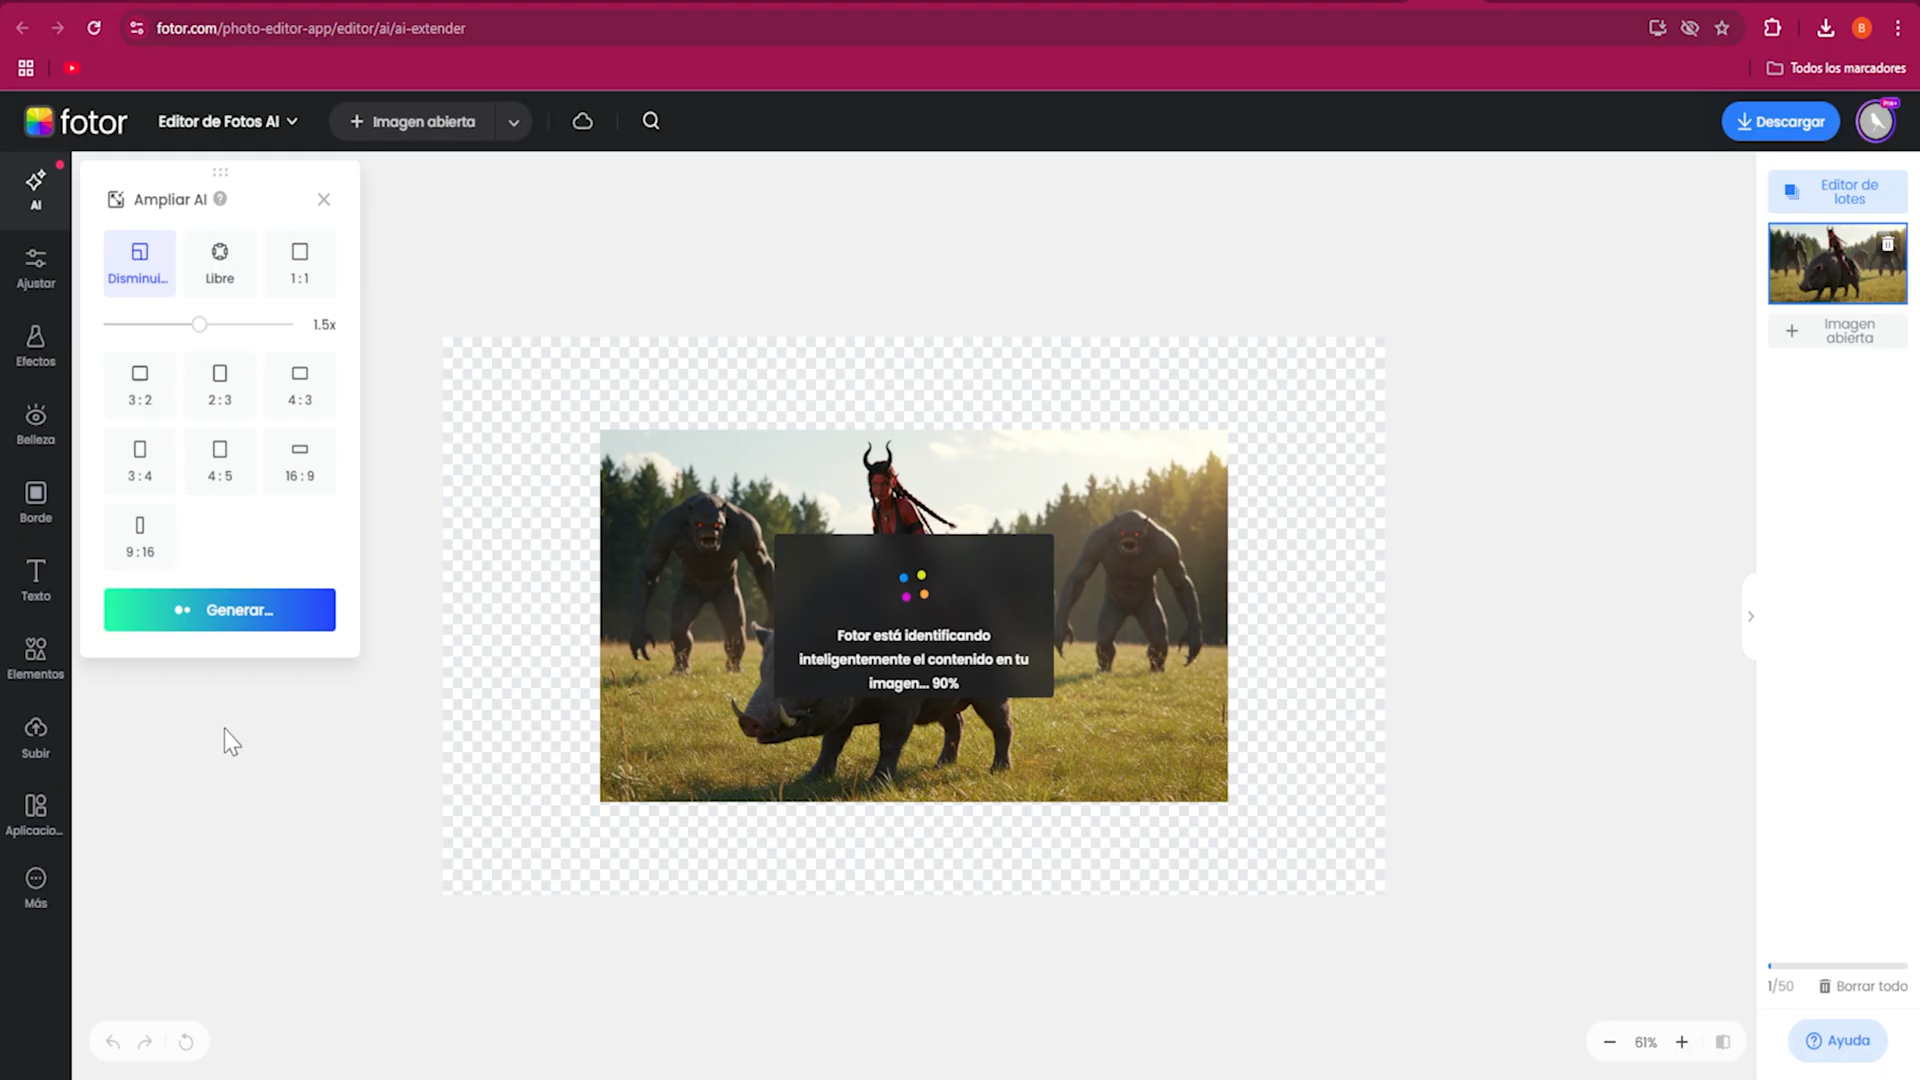 fotor.com/photo-editor-app/editor/ai/ai-extender
B
Todos los marcadores
fotor
Editor de Fotos AI
+ Imagen abierta
Descargar
Pro+
AI
Ajustar
Efectos
Belleza
Borde
Texto
Elementos
Subir
Aplicacio...
Más
Ampliar AI
Disminui...
Libre
1:1
1.5x
3:2
2:3
4:3
3:4
4:5
16:9
9:16
Generar...
Fotor está identificando
inteligentemente el contenido en tu
imagen... 90%
Editor de
lotes
+ Imagen
abierta
1/50
Borrar todo
61%
Ayuda